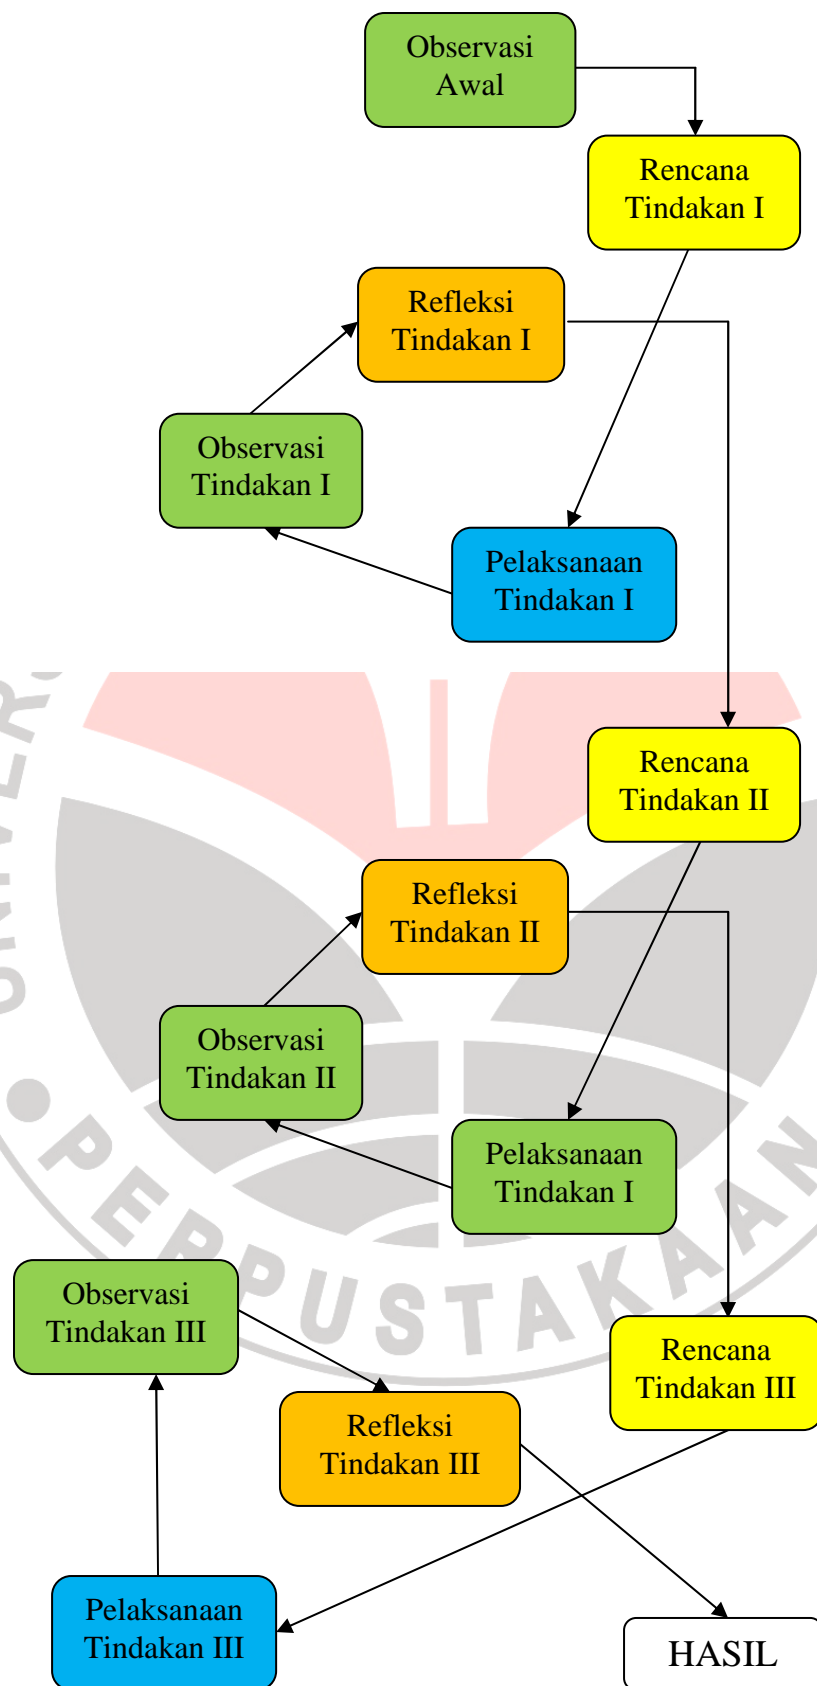 Observasi
Awal
Rencana
Tindakan I
Refleksi
Tindakan I
Observasi
Tindakan I
Pelaksanaan
Tindakan I
Rencana
Tindakan II
Refleksi
Tindakan II
Observasi
Tindakan II
Pelaksanaan
Tindakan I
PERPUSTAKAAN
Observasi
Tindakan III
Rencana
Tindakan III
Refleksi
Tindakan III
Pelaksanaan
Tindakan III
HASIL